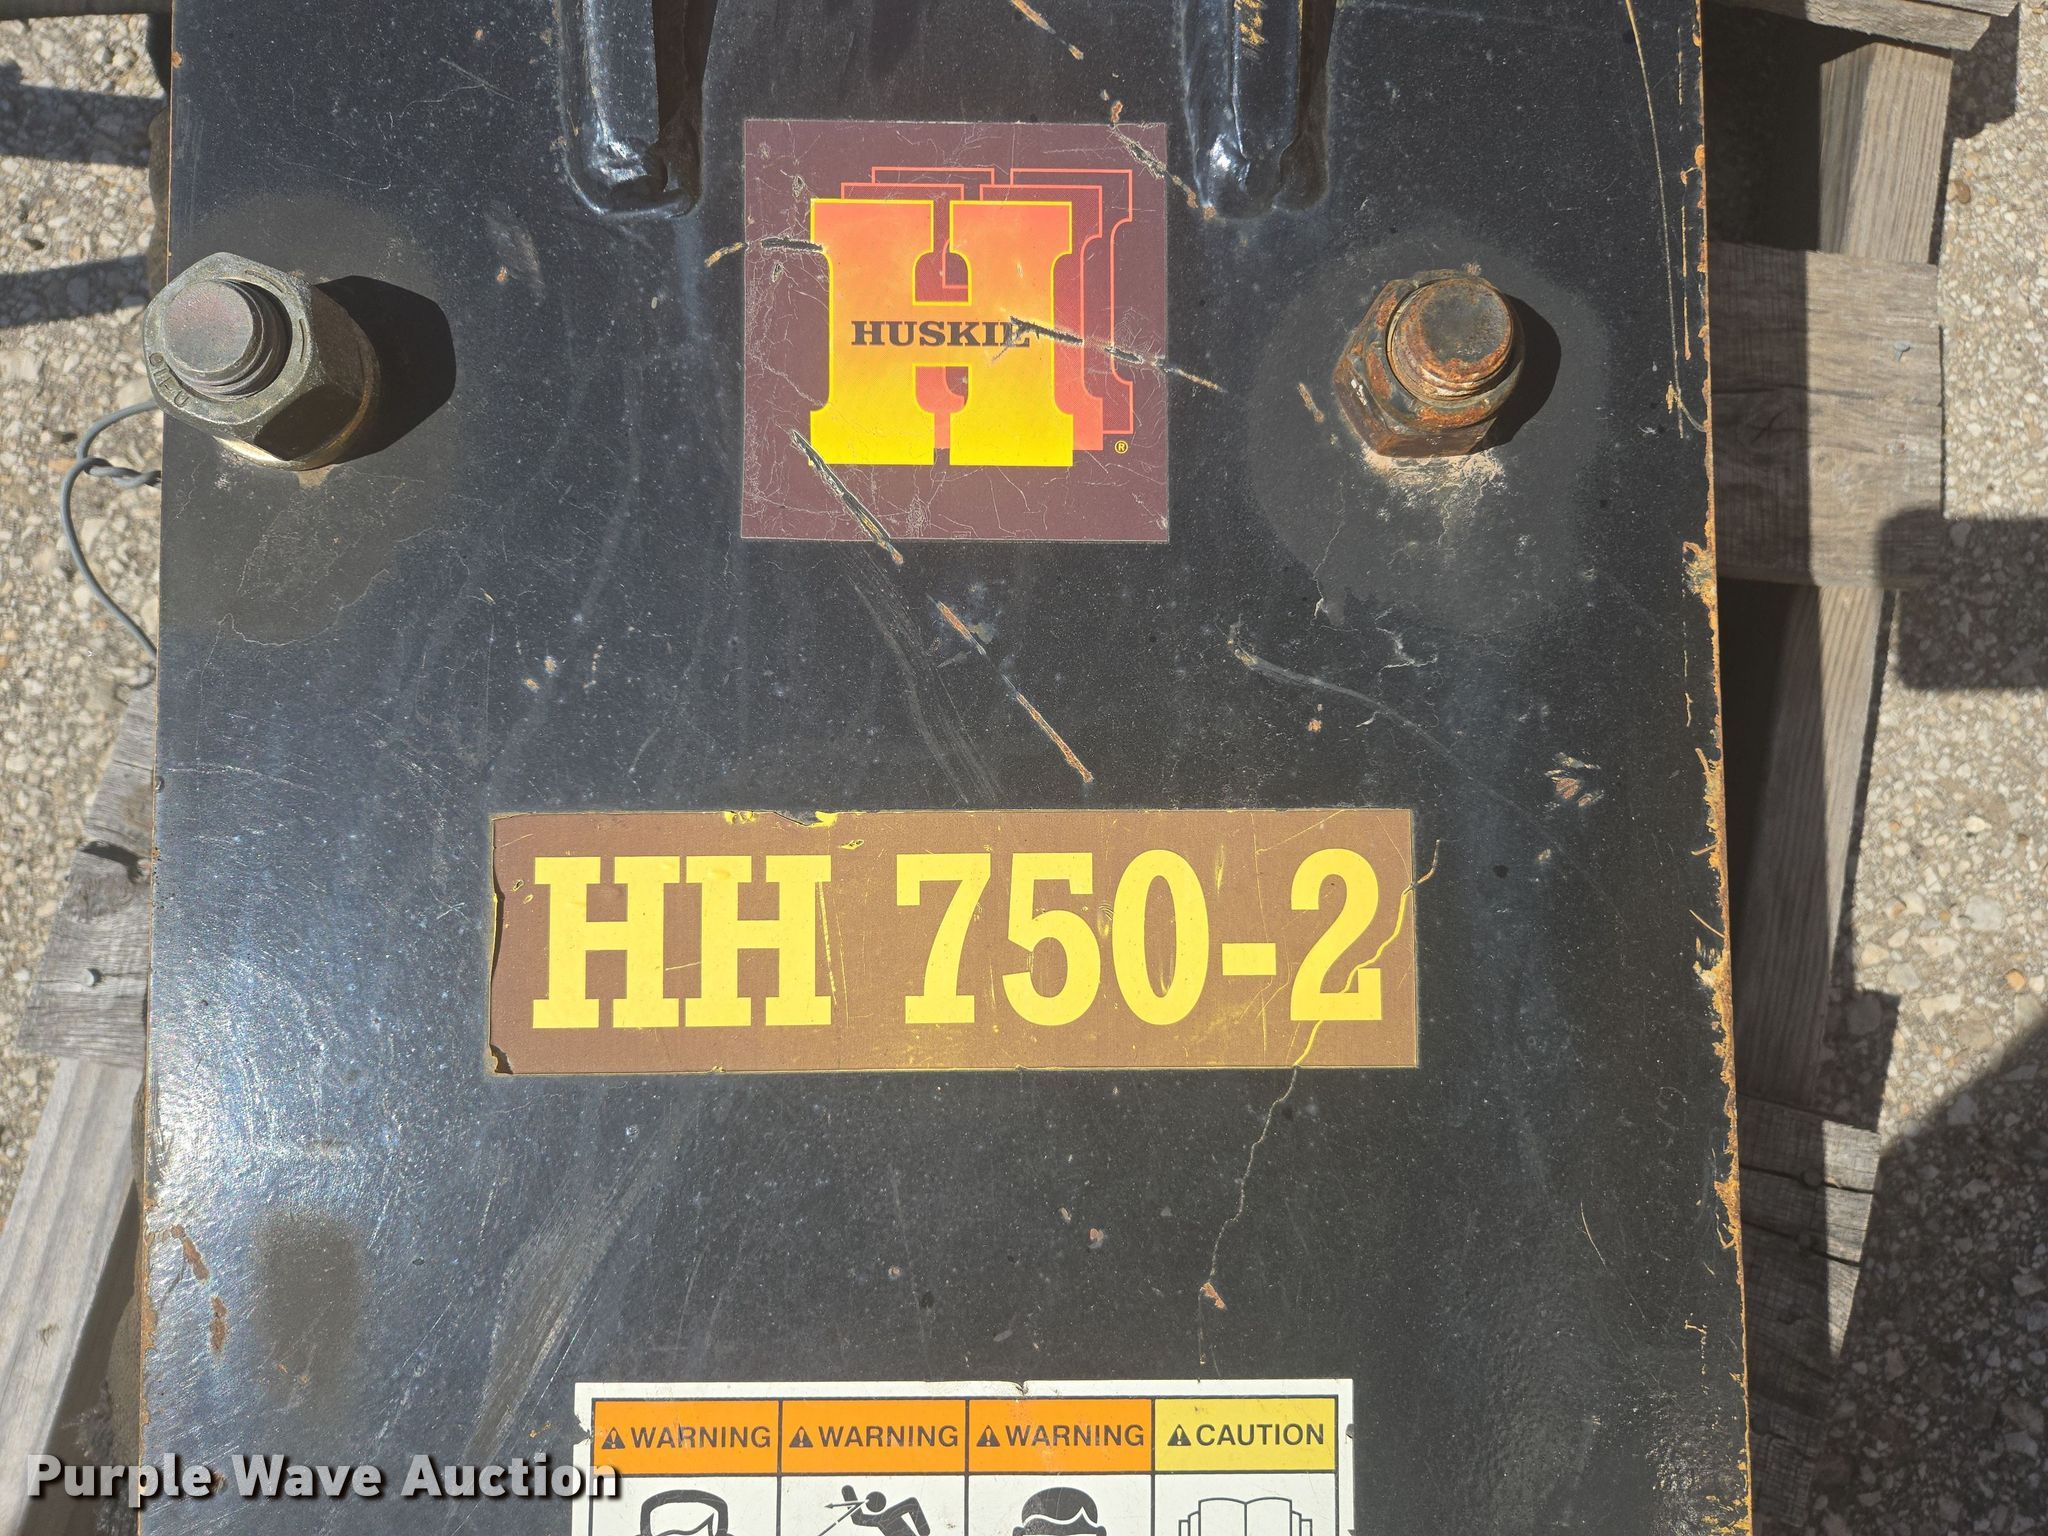 H
HUSKIE
®
HH 750-2
⚠WARNING ⚠WARNING ⚠WARNING ⚠CAUTION
Purple Wave Auction